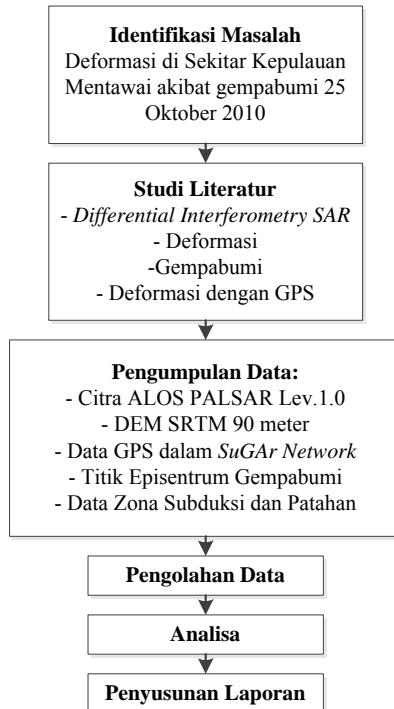 Identifikasi Masalah
Deformasi di Sekitar Kepulauan
Mentawai akibat gempabumi 25
Oktober 2010
Studi Literatur
- Differential Interferometry SAR
- Deformasi
-Gempabumi
- Deformasi dengan GPS
Pengumpulan Data:
- Citra ALOS PALSAR Lev.1.0
- DEM SRTM 90 meter
- Data GPS dalam SuGAr Network
- Titik Episentrum Gempabumi
- Data Zona Subduksi dan Patahan
Pengolahan Data
Analisa
Penyusunan Laporan